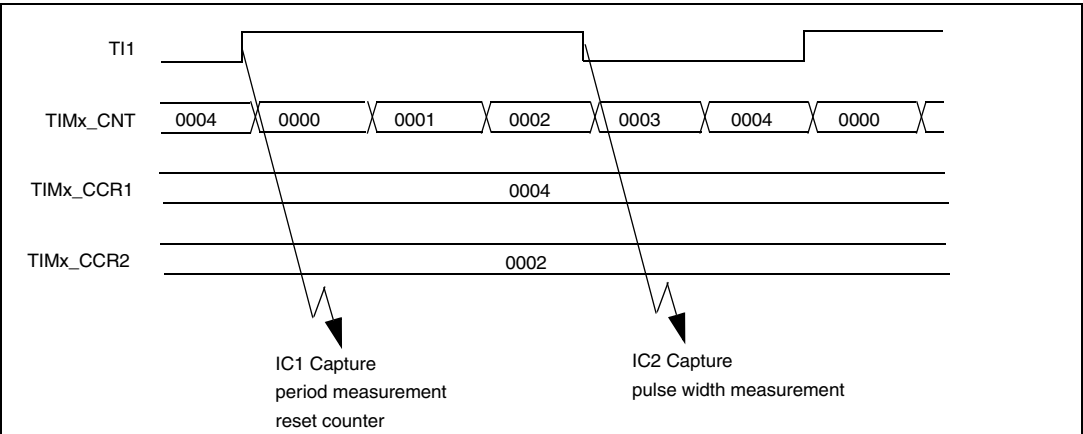 TI1
TIMx_CNT 0004 0000 0001 0002 0003 0004 0000
TIMx_CCR1 0004
TIMx_CCR2 0002
IC1 Capture
period measurement
reset counter
IC2 Capture
pulse width measurement